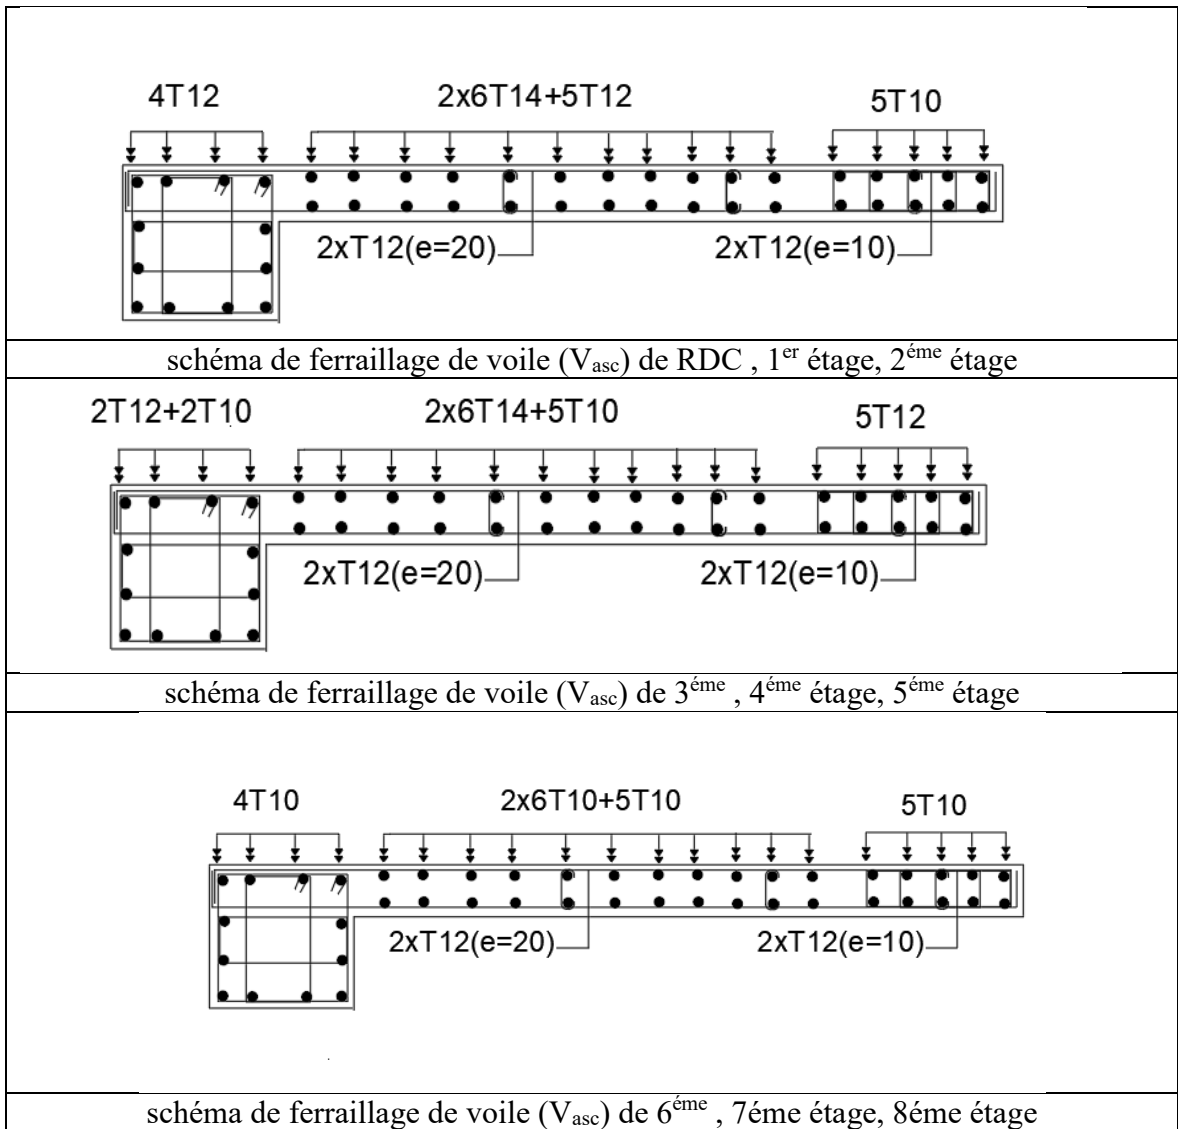 4T12 2x6T14+5T12 5T10
2xT12(e=20) 2xT12(e=10)
schéma de ferraillage de voile (Vasc) de RDC , 1er étage, 2éme étage
2T12+2T10 2x6T14+5T10 5T12
2xT12(e=20) 2xT12(e=10)
schéma de ferraillage de voile (Vasc) de 3éme , 4éme étage, 5éme étage
4T10 2x6T10+5T10 5T10
2xT12(e=20) 2xT12(e=10)
schéma de ferraillage de voile (Vasc) de 6éme , 7éme étage, 8éme étage